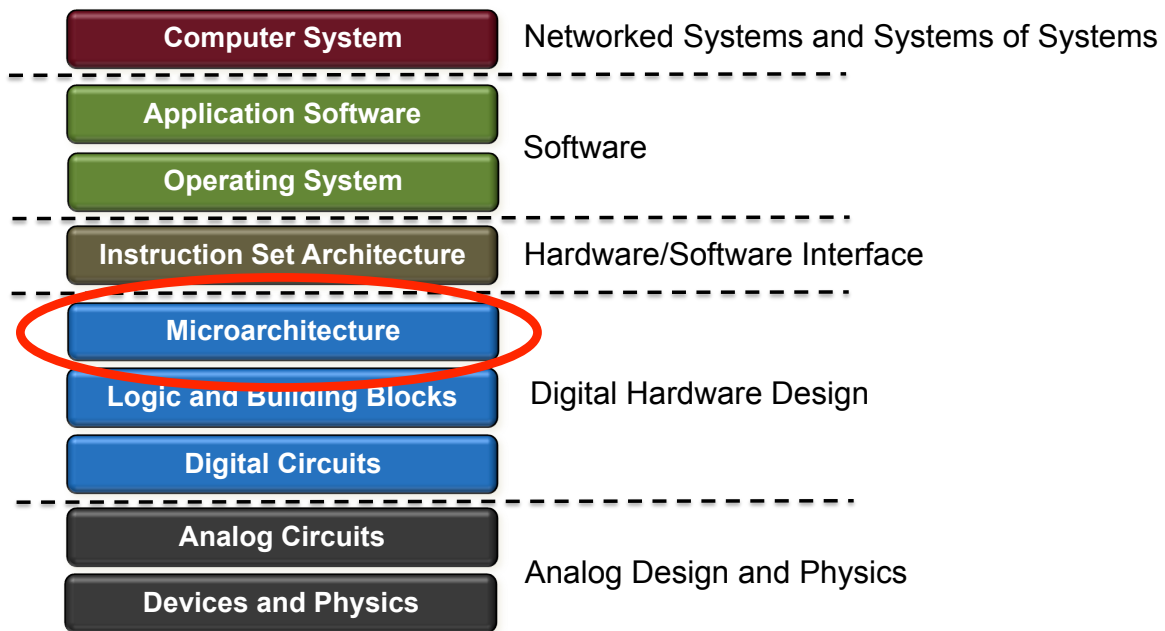 Computer System
Networked Systems and Systems of Systems
Application Software
Software
Operating System
Instruction Set Architecture
Hardware/Software Interface
Microarchitecture
Logic and Building Blocks
Digital Hardware Design
Digital Circuits
Analog Circuits
Analog Design and Physics
Devices and Physics